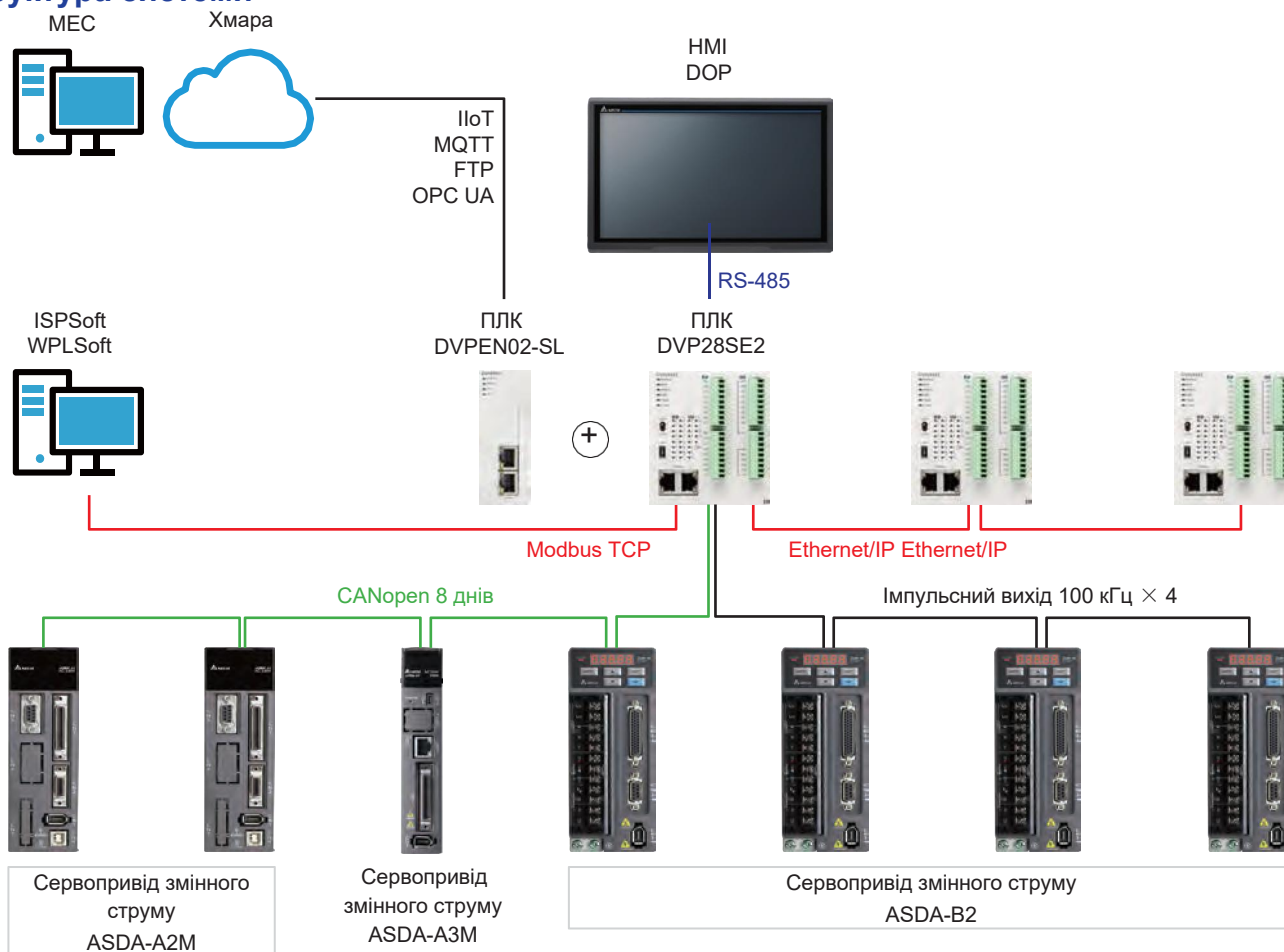 МЕС
Хмара
HMI
DOP
IIoT
MQTT
FTP
OPC UA
RS-485
ISPSoft
WPLSoft
ПЛК
DVPEN02-SL
ПЛК
DVP28SE2
Modbus TCP
Ethernet/IP Ethernet/IP
CANopen 8 днів
Імпульсний вихід 100 кГц × 4
Сервопривід змінного
струму
ASDA-A2M
Сервопривід
змінного струму
ASDA-A3M
Сервопривід змінного струму
ASDA-B2